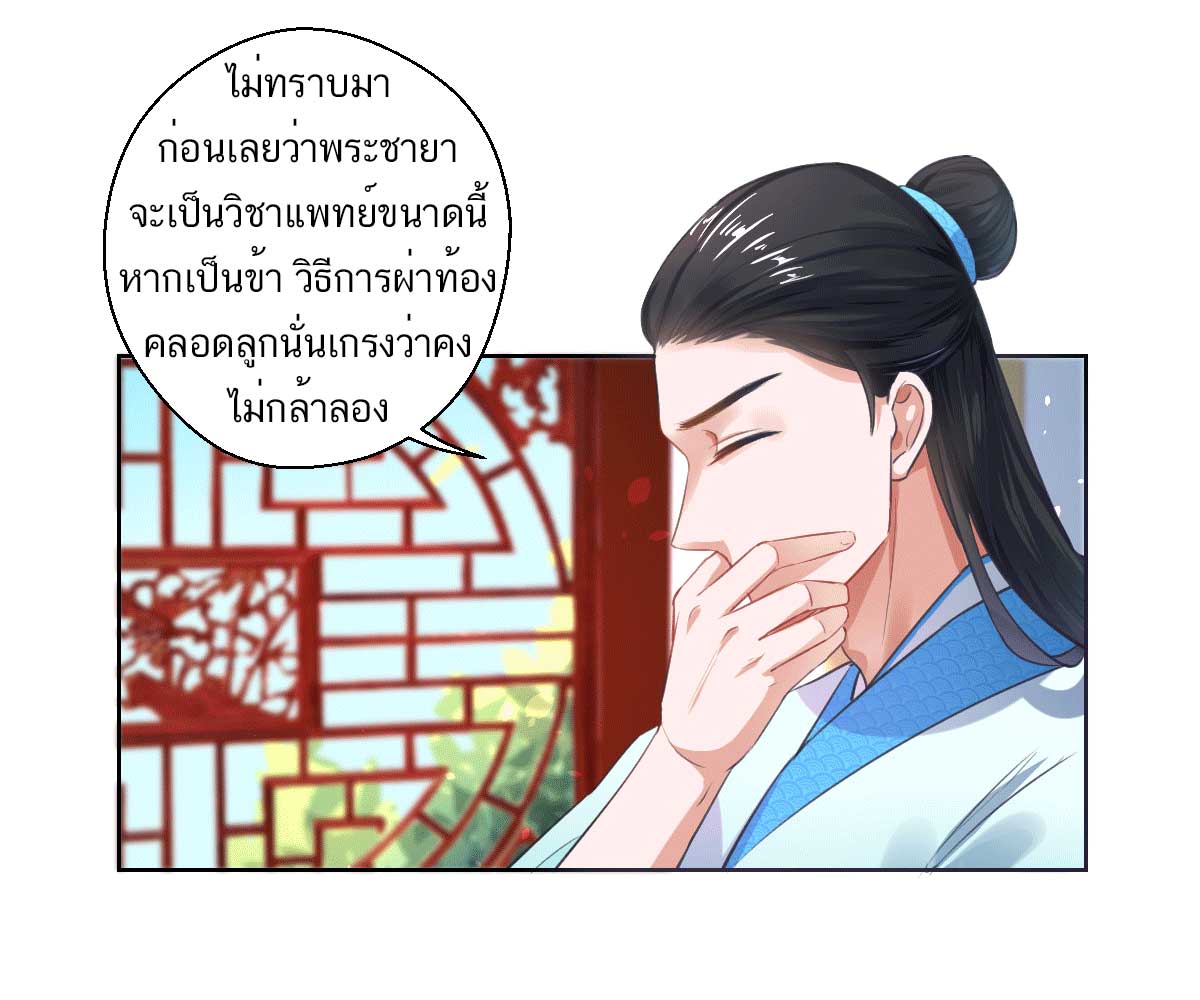 ไม่ทราบมา
ก่อนเลยว่าพระชายา
จะเป็นวิชาแพทย์ขนาดนี้
หากเป็นข้า วิธีการผ่าท้อง
คลอดลูกนั่นเกรงว่าคง
ไม่กล้าลอง